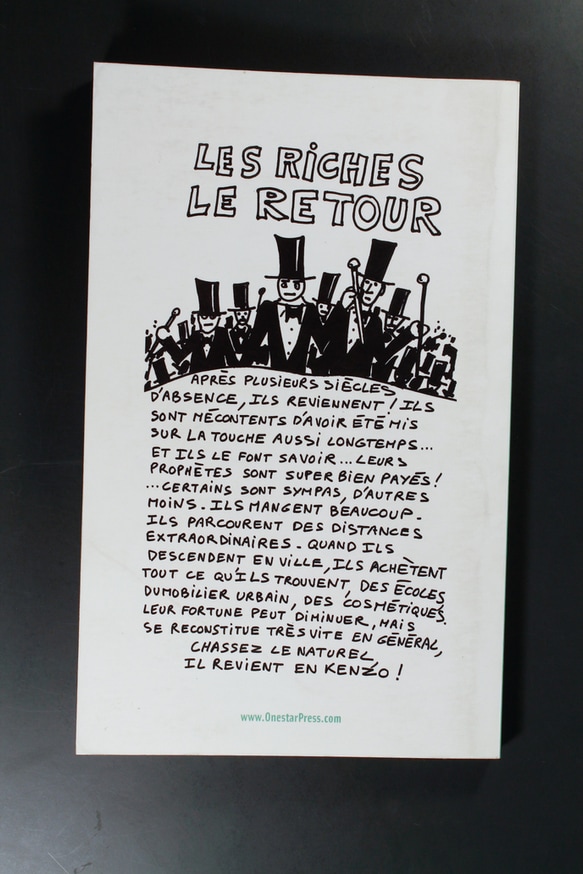 LES RICHES
LE RETOUR
APRÈS PLUSIEURS SIÈCLES
D'ABSENCE, ILS REVIENNENT ! ILS
SONT MÉCONTENTS D'AVOIR ÉTÉ MIS
SUR LA TOUCHE AUSSI LONGTEMPS...
ET ILS LE FONT SAVOIR... LEURS
PROPHÈTES SONT SUPER BIEN PAYÉS !
...CERTAINS SONT SYMPAS, D'AUTRES
MOINS. ILS MANGENT BEAUCOUP.
ILS PARCOURENT DES DISTANCES
EXTRAORDINAIRES. QUAND ILS
DESCENDENT EN VILLE, ILS ACHÈTENT
TOUT CE QU'ILS TROUVENT, DES ÉCOLES
DU MOBILIER URBAIN, DES COSMÉTIQUES.
LEUR FORTUNE PEUT DIMINUER, MAIS
SE RECONSTITUE TRÈS VITE EN GÉNÉRAL,
CHASSEZ LE NATUREL,
IL REVIENT EN KENZO !
www.OnestarPress.com